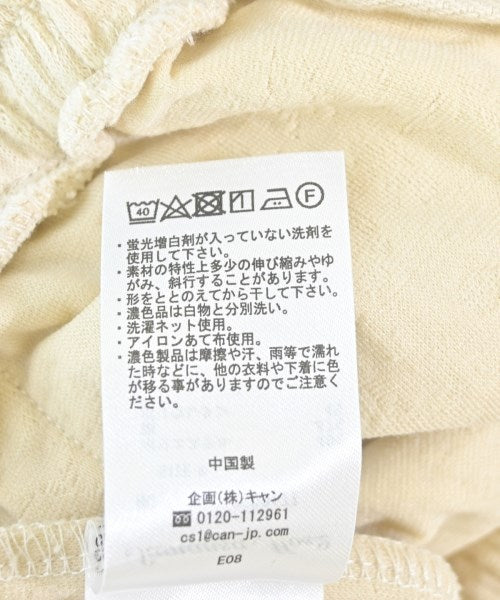 40 F
・蛍光増白剤が入っていない洗剤を
使用して下さい。
・素材の特性上多少の伸び縮みやゆ
がみ、斜行することがあります。
・形をととのえてから干して下さい。
・濃色品は白物と分別洗い。
・洗濯ネット使用。
・アイロンあて布使用。
・濃色製品は摩擦や汗、雨等で濡れ
た時などに、他の衣料や下着に色
が移る事がありますのでご注意く
ださい。
中国製
企画(株)キャン
0120-112961
cs1@can-jp.com
E08